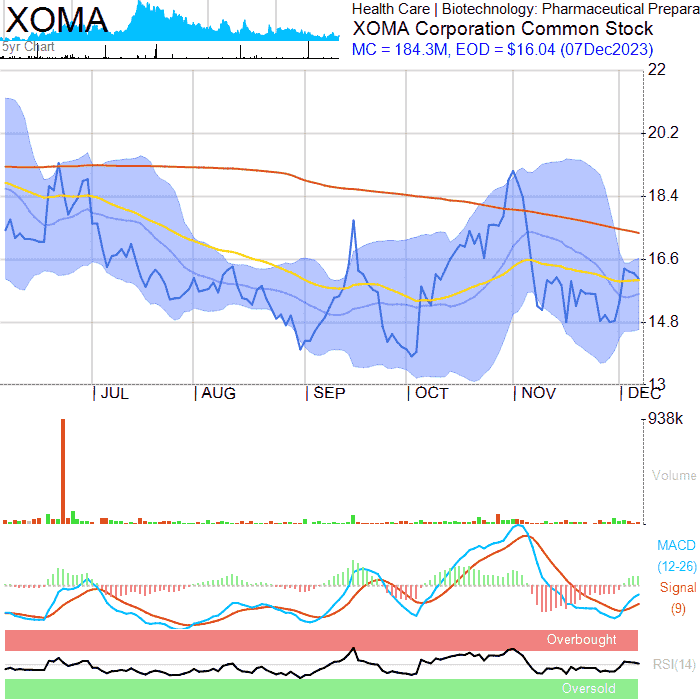 XOMA
5yr Chart
Health Care | Biotechnology: Pharmaceutical Prepara
XOMA Corporation Common Stock
MC = 184.3M, EOD = $16.04 (07Dec2023)
22
20.2
18.4
16.6
14.8
13
JUL AUG SEP OCT NOV DEC
938k
Volume
MACD
(12-26)
Signal
(9)
Overbought
RSI(14)
Oversold